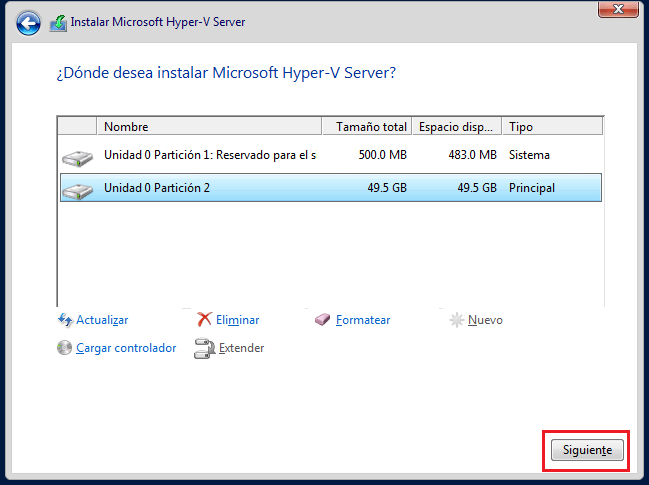 Instalar Microsoft Hyper-V Server
¿Dónde desea instalar Microsoft Hyper-V Server?
Nombre Tamaño total Espacio disp... Tipo
Unidad 0 Partición 1: Reservado para el s 500.0 MB 483.0 MB Sistema
Unidad 0 Partición 2 49.5 GB 49.5 GB Principal
Actualizar Eliminar Formatear Nuevo
Cargar controlador Extender
Siguiente